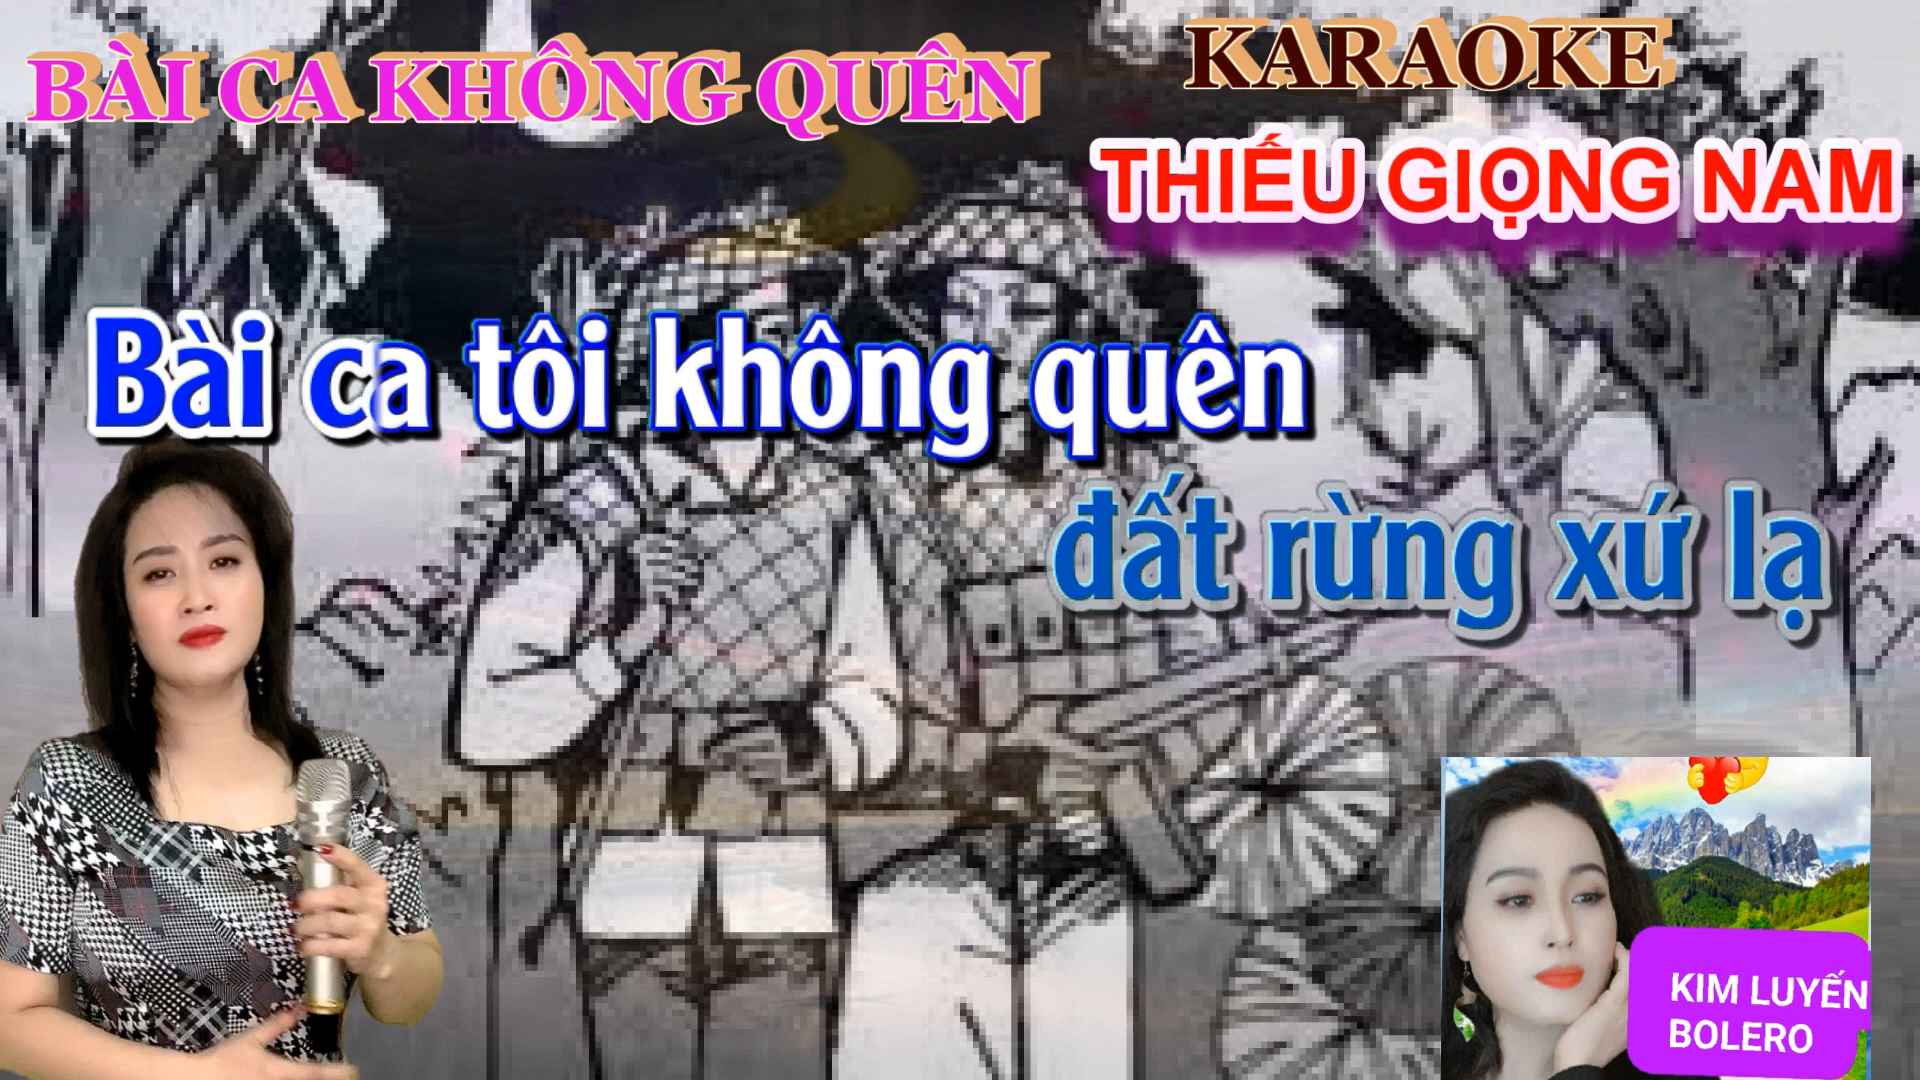 BÀI CA KHÔNG QUÊN
KARAOKE
THIẾU GIỌNG NAM
Bài ca tôi không quên
đất rừng xứ lạ
KIM LUYẾN
BOLERO